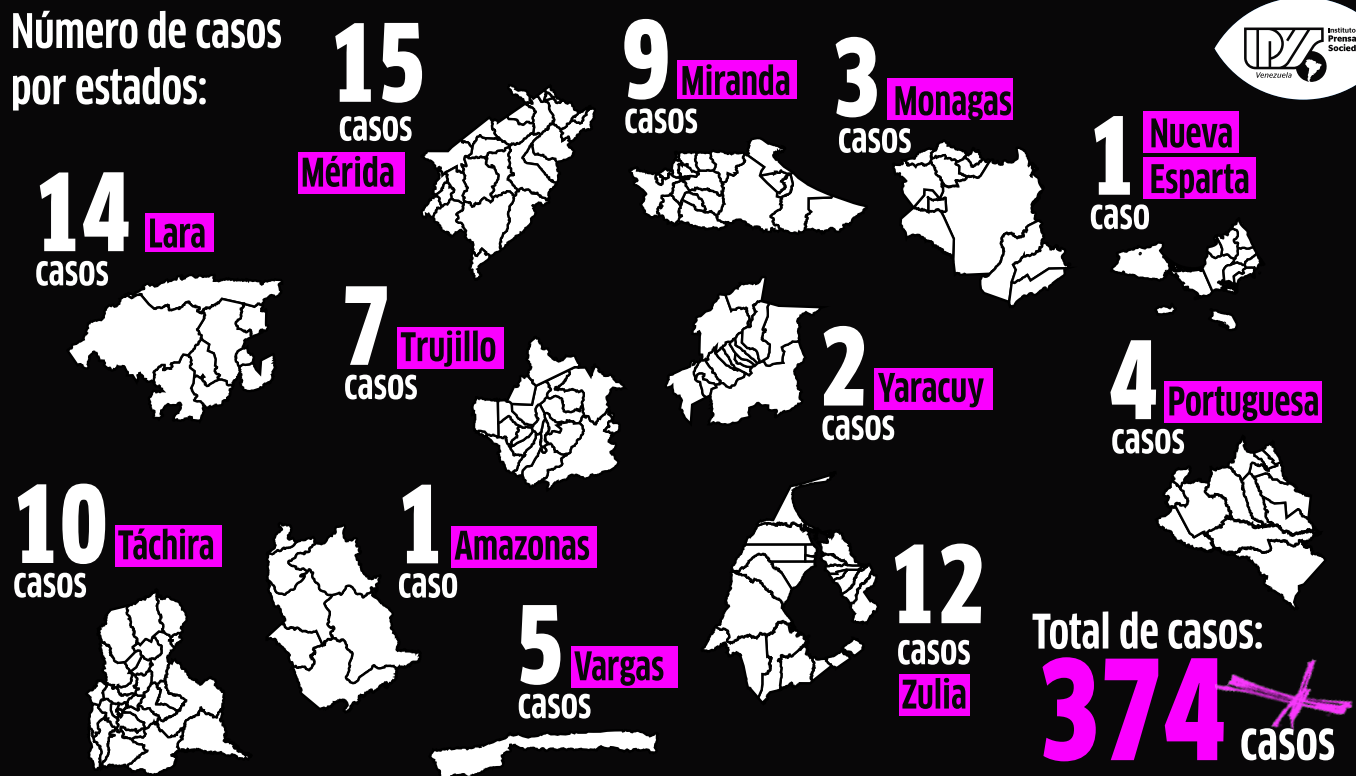 Número de casos
por estados:
15
casos
Mérida
9
casos
Miranda
3
casos
Monagas
IPYS
Venezuela
Instituto
Prensa
Socied
1
caso
Nueva
Esparta
14
casos
Lara
7
casos
Trujillo
2
casos
Yaracuy
4
casos
Portuguesa
10
casos
Táchira
1
caso
Amazonas
5
casos
Vargas
12
casos
Zulia
Total de casos:
374
casos